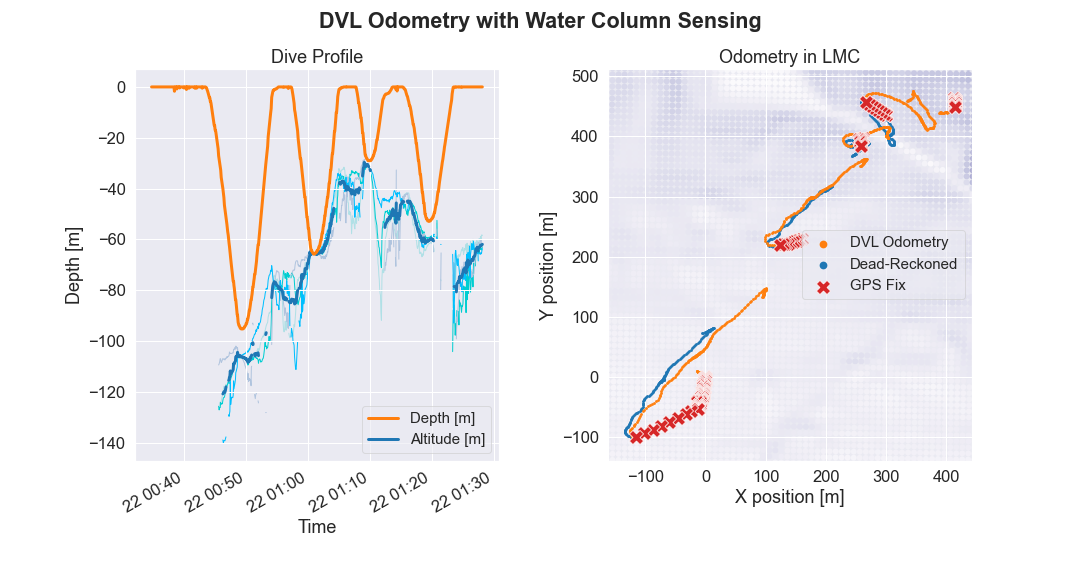 DVL Odometry with Water Column Sensing
Dive Profile
0
−20
−40
−60
−80
−100
−120
−140
Depth [m]
22 00:40
22 00:50
22 01:00
22 01:10
22 01:20
22 01:30
Time
Depth [m]
Altitude [m]
Odometry in LMC
500
400
300
200
100
0
−100
Y position [m]
−100
0
100
200
300
400
X position [m]
DVL Odometry
Dead-Reckoned
GPS Fix